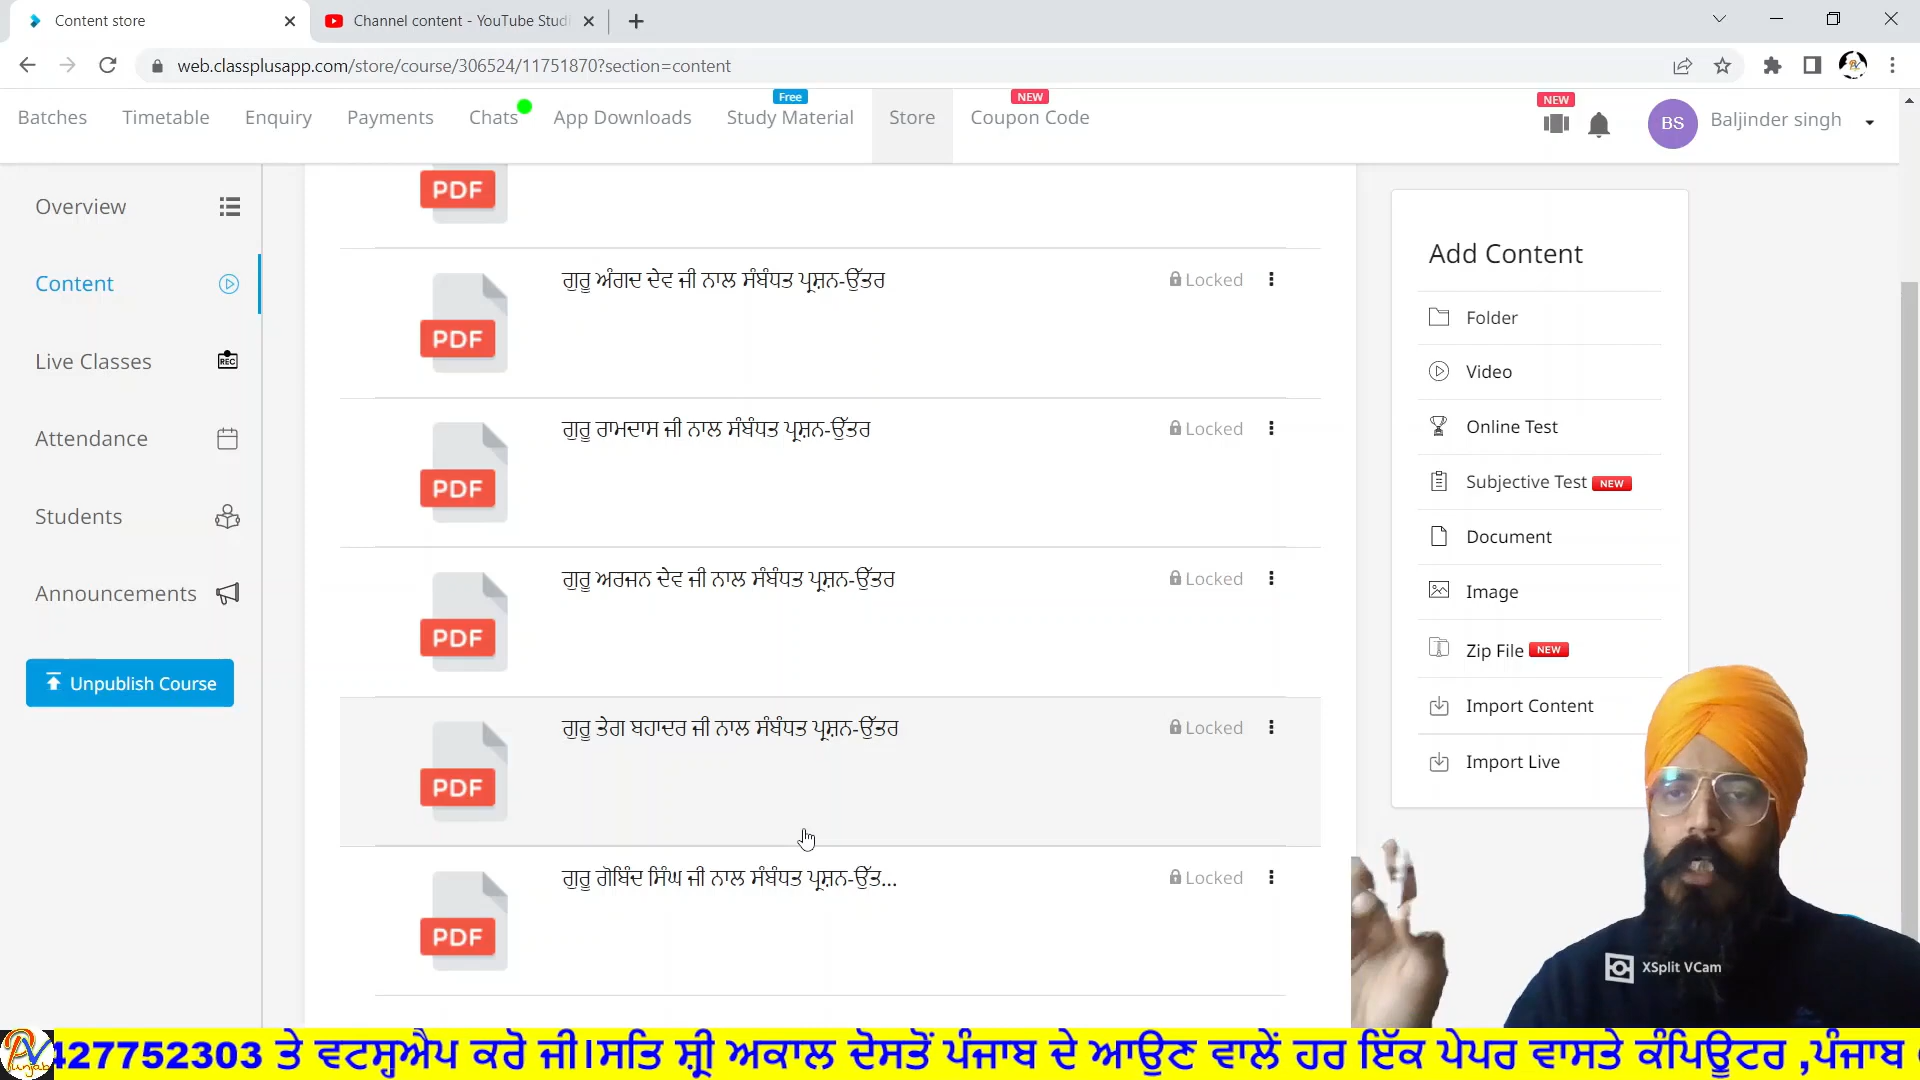 Content store
Channel content - YouTube Studi
web.classplusapp.com/store/course/306524/11751870?section=content
Batches
Timetable
Enquiry
Payments
Chats
App Downloads
Free
Study Material
Store
NEW
Coupon Code
NEW
BS
Baljinder singh
Overview
Content
Live Classes
REC
Attendance
Students
Announcements
Unpublish Course
PDF
ਗੁਰੂ ਅੰਗਦ ਦੇਵ ਜੀ ਨਾਲ ਸੰਬੰਧਤ ਪ੍ਰਸ਼ਨ-ਉੱਤਰ
Locked
PDF
ਗੁਰੂ ਰਾਮਦਾਸ ਜੀ ਨਾਲ ਸੰਬੰਧਤ ਪ੍ਰਸ਼ਨ-ਉੱਤਰ
Locked
PDF
ਗੁਰੂ ਅਰਜਨ ਦੇਵ ਜੀ ਨਾਲ ਸੰਬੰਧਤ ਪ੍ਰਸ਼ਨ-ਉੱਤਰ
Locked
PDF
ਗੁਰੂ ਤੇਗ ਬਹਾਦਰ ਜੀ ਨਾਲ ਸੰਬੰਧਤ ਪ੍ਰਸ਼ਨ-ਉੱਤਰ
Locked
PDF
ਗੁਰੂ ਗੋਬਿੰਦ ਸਿੰਘ ਜੀ ਨਾਲ ਸੰਬੰਧਤ ਪ੍ਰਸ਼ਨ-ਉੱਤ...
Locked
PDF
Add Content
Folder
Video
Online Test
Subjective Test NEW
Document
Image
Zip File NEW
Import Content
Import Live
XSplit VCam
Punjab
427752303 ਤੇ ਵਟਸ੍ਹਐਪ ਕਰੋ ਜੀ।ਸਤਿ ਸ੍ਰੀ ਅਕਾਲ ਦੋਸਤੋਂ ਪੰਜਾਬ ਦੇ ਆਉਣ ਵਾਲੇਂ ਹਰ ਇੱਕ ਪੇਪਰ ਵਾਸਤੇ ਕੰਪਿਊਟਰ ,ਪੰਜਾਬ